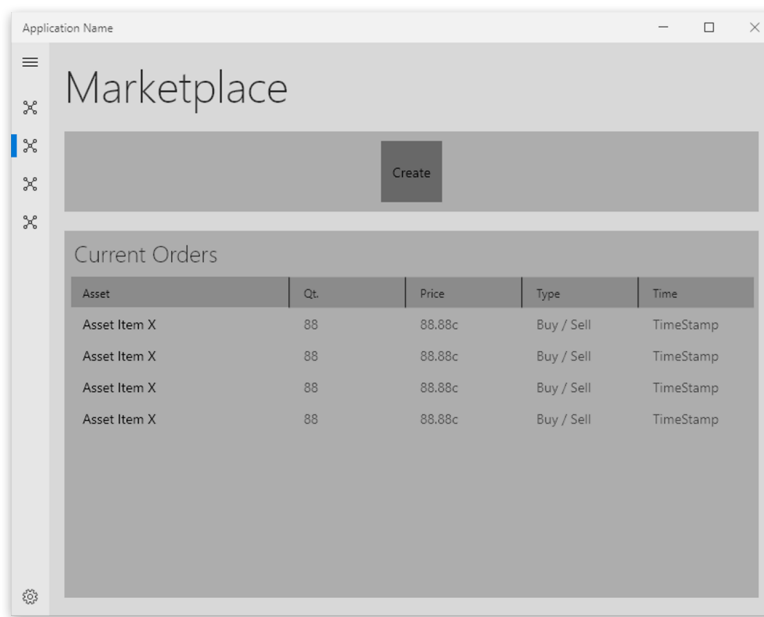 Application Name
Marketplace
Create
Current Orders
Asset Qt. Price Type Time
Asset Item X 88 88.88c Buy / Sell TimeStamp
Asset Item X 88 88.88c Buy / Sell TimeStamp
Asset Item X 88 88.88c Buy / Sell TimeStamp
Asset Item X 88 88.88c Buy / Sell TimeStamp